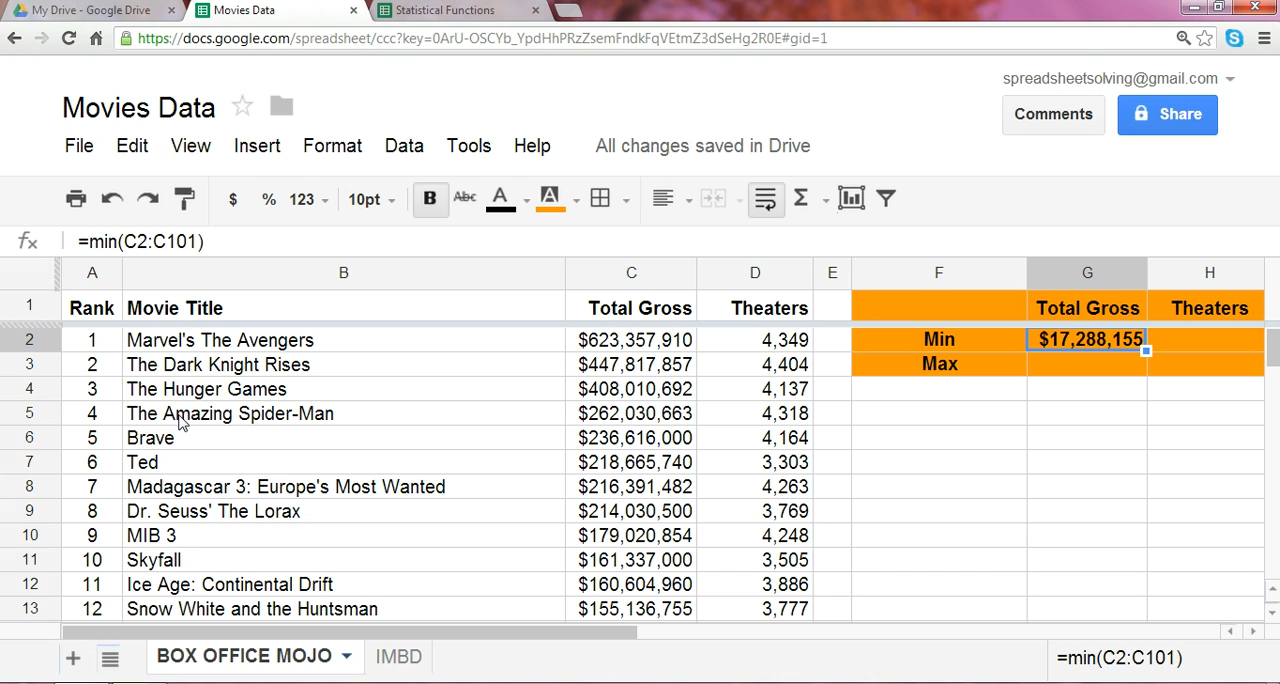 My Drive - Google Drive
Movies Data
Statistical Functions
https://docs.google.com/spreadsheet/ccc?key=0ArU-OSCYb_YpdHhPRzZsemFndkFqVEtmZ3dSeHg2R0E#gid=1
spreadsheetsolving@gmail.com
Movies Data
Comments
Share
File Edit View Insert Format Data Tools Help All changes saved in Drive
$ % 123 10pt B Abc A A Σ
fx =min(C2:C101)
A B C D E F G H
1 Rank Movie Title Total Gross Theaters Total Gross Theaters
2 1 Marvel's The Avengers $623,357,910 4,349 Min $17,288,155
3 2 The Dark Knight Rises $447,817,857 4,404 Max
4 3 The Hunger Games $408,010,692 4,137
5 4 The Amazing Spider-Man $262,030,663 4,318
6 5 Brave $236,616,000 4,164
7 6 Ted $218,665,740 3,303
8 7 Madagascar 3: Europe's Most Wanted $216,391,482 4,263
9 8 Dr. Seuss' The Lorax $214,030,500 3,769
10 9 MIB 3 $179,020,854 4,248
11 10 Skyfall $161,337,000 3,505
12 11 Ice Age: Continental Drift $160,604,960 3,886
13 12 Snow White and the Huntsman $155,136,755 3,777
BOX OFFICE MOJO IMBD =min(C2:C101)